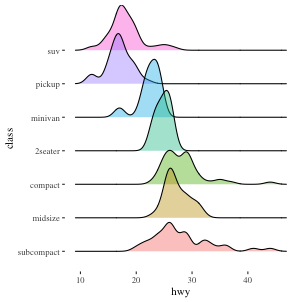 suv
pickup
minivan
2seater
compact
midsize
subcompact
class
10 20 30 40
hwy